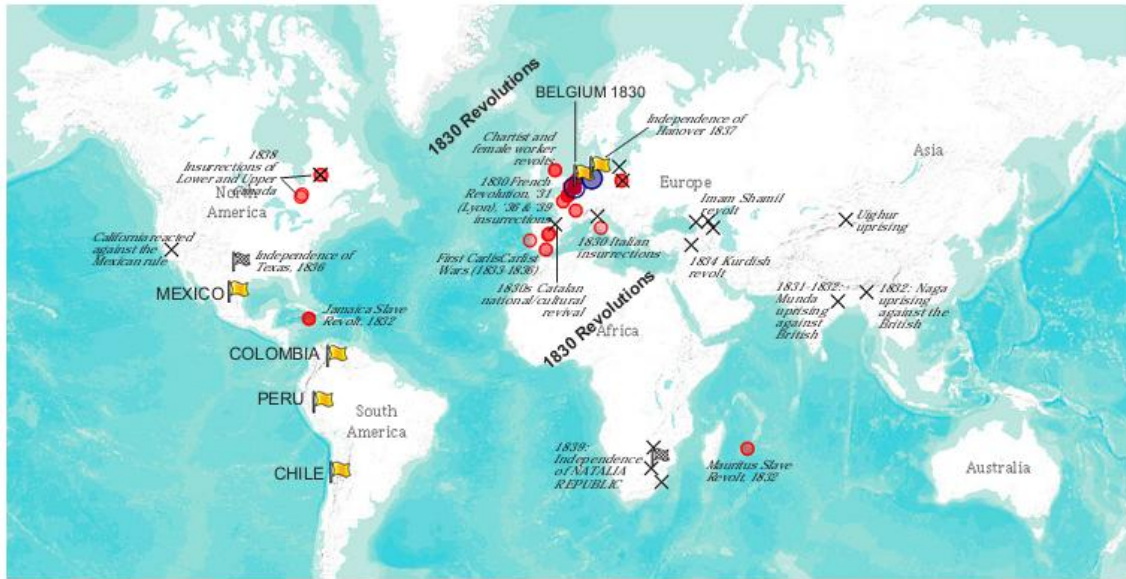 1830 Revolutions
BELGIUM 1830
Independence of
Hanover 1837
Chartist and
female worker
revolts
Asia
1838
Insurrections of
Lower and Upper
Canada
North
America
1830 French
Revolution, '31
(Lyon), '36 & '39
insurrections
Europe
Imam Shamil
revolt
Uighur
uprising
California reacted
against the
Mexican rule
Independence of
Texas, 1836
First CarlisCarlist
Wars (1833-1836)
1830 Italian
insurrections
1834 Kurdish
revolt
MEXICO
1830s Catalan
national/cultural
revival
1831-1832:
Munda
uprising
against
British
1832: Naga
uprising
against the
British
Jamaica Slave
Revolt, 1832
Africa
1830 Revolutions
COLOMBIA
PERU
South
America
CHILE
1839:
Independence
of NATALIA
REPUBLIC
Mauritius Slave
Revolt, 1832
Australia